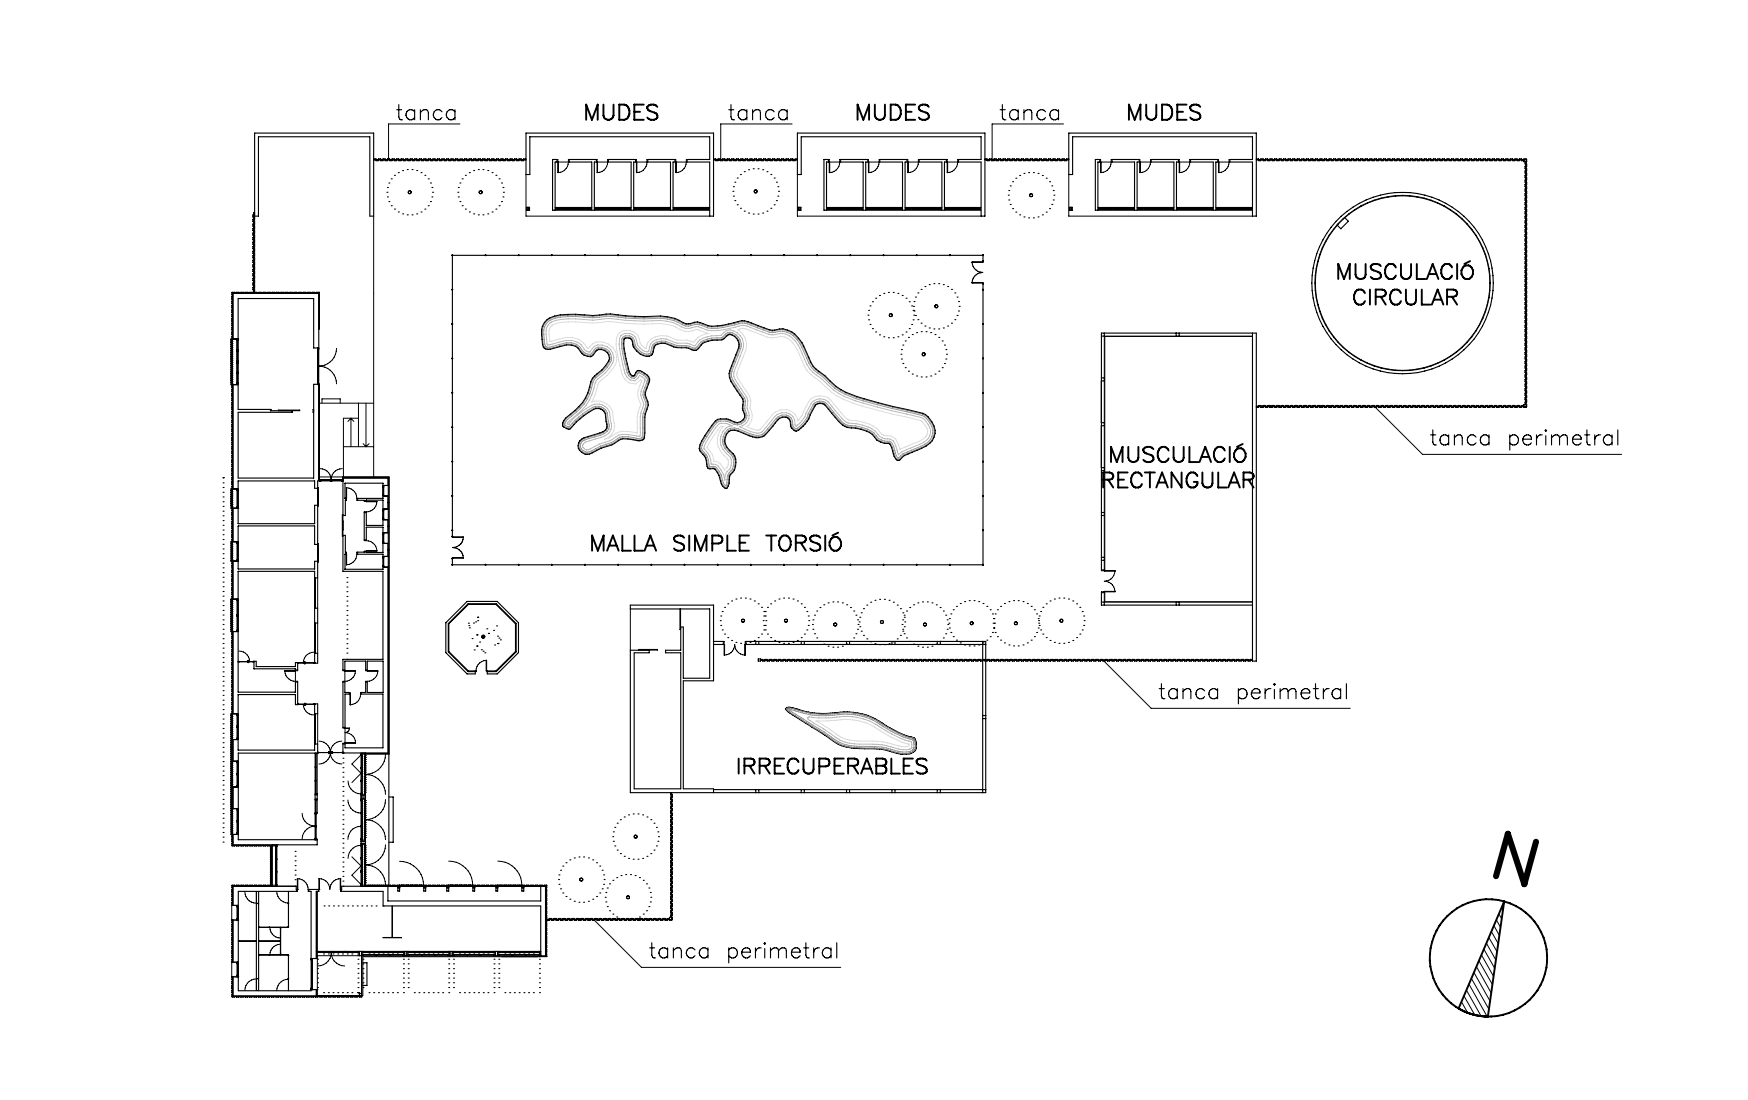 tanca
MUDES
tanca
MUDES
tanca
MUDES
MUSCULACIÓ
CIRCULAR
tanca perimetral
MUSCULACIÓ
RECTANGULAR
MALLA SIMPLE TORSIÓ
tanca perimetral
IRRECUPERABLES
tanca perimetral
N